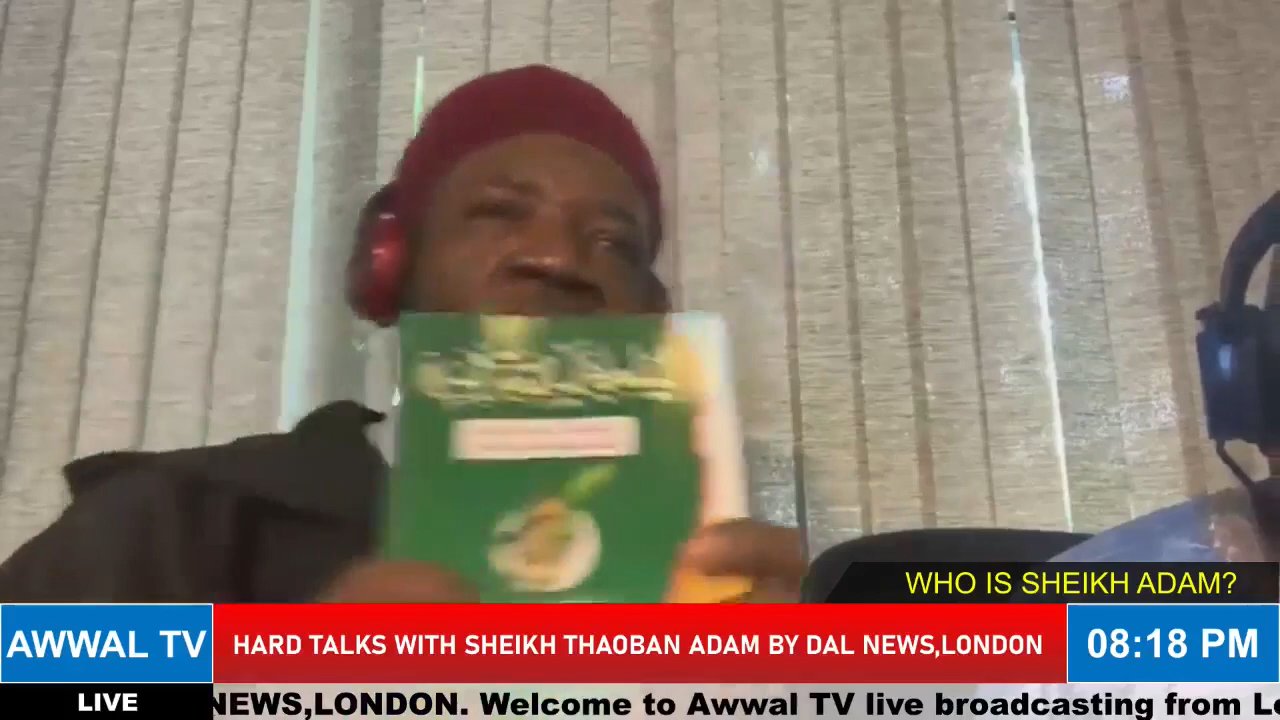 WHO IS SHEIKH ADAM?
AWWAL TV
HARD TALKS WITH SHEIKH THAOBAN ADAM BY DAL NEWS,LONDON
08:18 PM
LIVE
NEWS,LONDON. Welcome to Awwal TV live broadcasting from